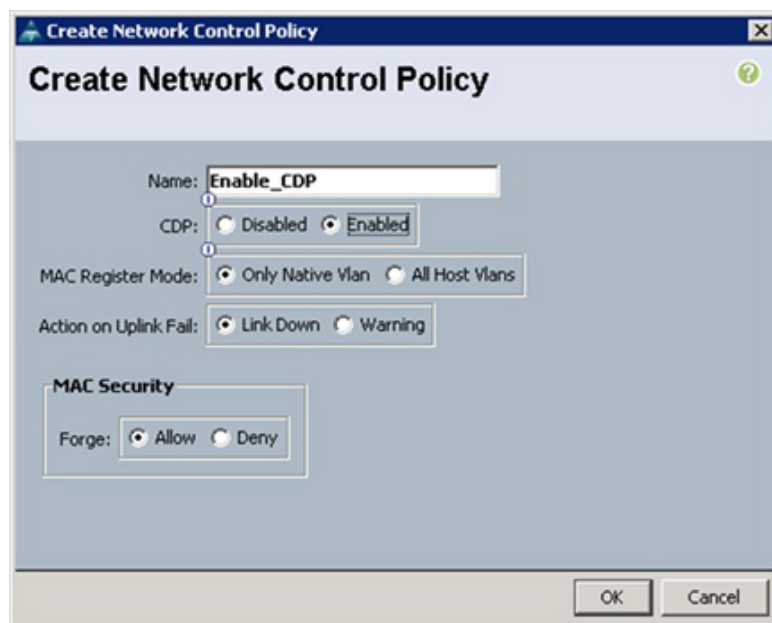 Create Network Control Policy
Create Network Control Policy
Name: Enable_CDP
CDP: Disabled Enabled
MAC Register Mode: Only Native Vlan All Host Vlans
Action on Uplink Fail: Link Down Warning
MAC Security
Forge: Allow Deny
OK Cancel